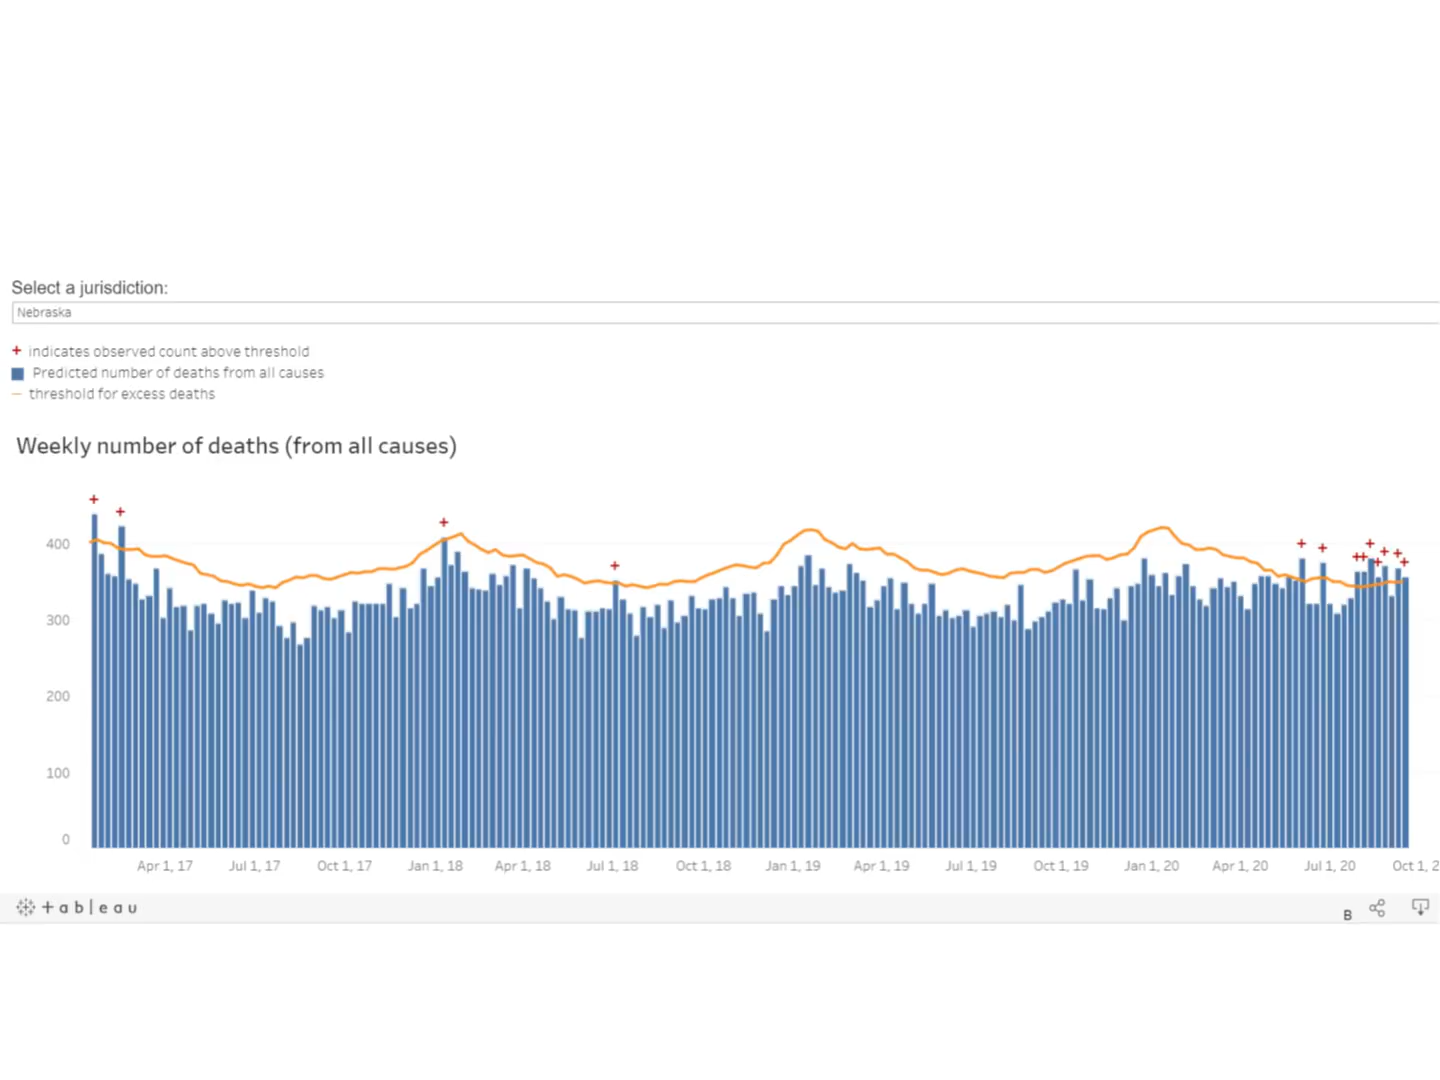 Select a jurisdiction:
Nebraska
+ indicates observed count above threshold
Predicted number of deaths from all causes
threshold for excess deaths
Weekly number of deaths (from all causes)
400
300
200
100
0
Apr 1, 17 Jul 1, 17 Oct 1, 17 Jan 1, 18 Apr 1, 18 Jul 1, 18 Oct 1, 18 Jan 1, 19 Apr 1, 19 Jul 1, 19 Oct 1, 19 Jan 1, 20 Apr 1, 20 Jul 1, 20 Oct 1, 2
+ a b l e a u
B